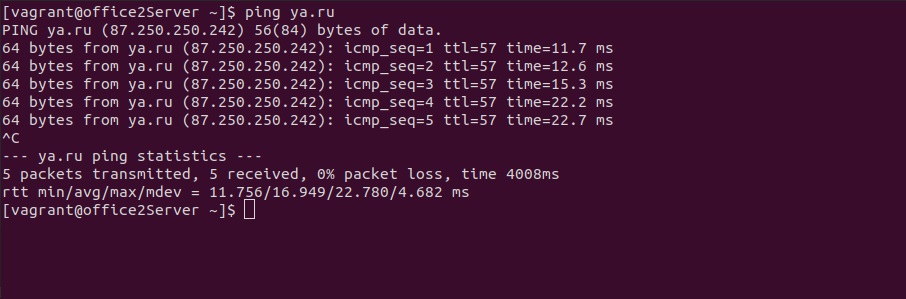 [vagrant@office2Server ~]$ ping ya.ru
PING ya.ru (87.250.250.242) 56(84) bytes of data.
64 bytes from ya.ru (87.250.250.242): icmp_seq=1 ttl=57 time=11.7 ms
64 bytes from ya.ru (87.250.250.242): icmp_seq=2 ttl=57 time=12.6 ms
64 bytes from ya.ru (87.250.250.242): icmp_seq=3 ttl=57 time=15.3 ms
64 bytes from ya.ru (87.250.250.242): icmp_seq=4 ttl=57 time=22.2 ms
64 bytes from ya.ru (87.250.250.242): icmp_seq=5 ttl=57 time=22.7 ms
^C
--- ya.ru ping statistics ---
5 packets transmitted, 5 received, 0% packet loss, time 4008ms
rtt min/avg/max/mdev = 11.756/16.949/22.780/4.682 ms
[vagrant@office2Server ~]$